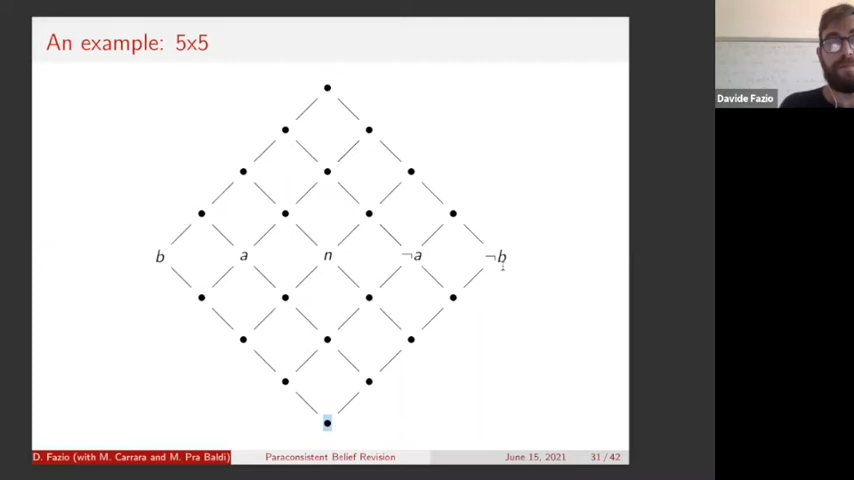 An example: 5x5
Davide Fazio
b a n ¬a ¬b
D. Fazio (with M. Carrara and M. Pra Baldi) Paraconsistent Belief Revision June 15, 2021 31 / 42